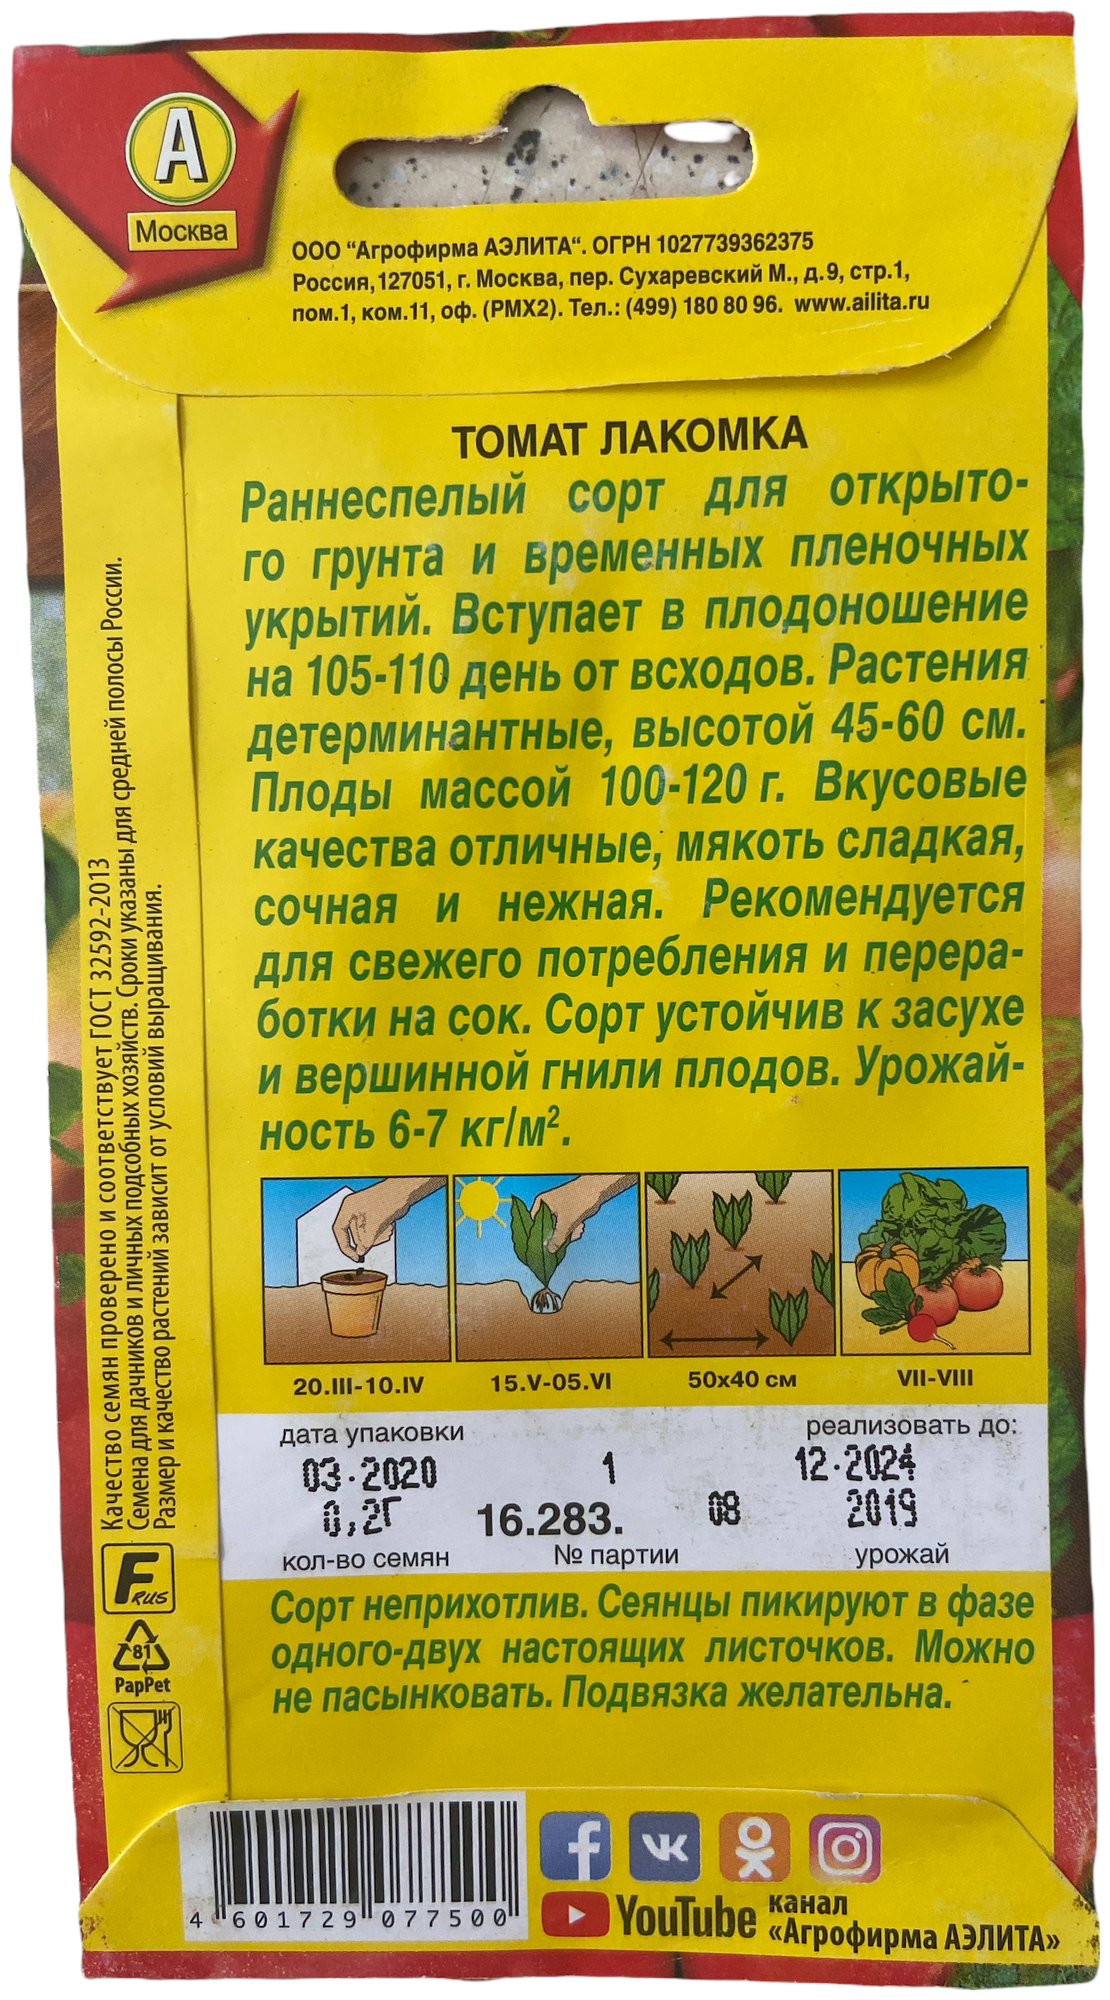 А
Москва
ООО “Агрофирма АЭЛИТА“. ОГРН 1027739362375
Россия,127051, г. Москва, пер. Сухаревский М., д.9, стр.1,
пом.1, ком.11, оф. (РМХ2). Тел.: (499) 180 80 96. www.ailita.ru
ТОМАТ ЛАКОМКА
Раннеспелый сорт для открыто-
го грунта и временных пленочных
укрытий. Вступает в плодоношение
на 105-110 день от всходов. Растения
детерминантные, высотой 45-60 см.
Плоды массой 100-120 г. Вкусовые
качества отличные, мякоть сладкая,
сочная и нежная. Рекомендуется
для свежего потребления и перера-
ботки на сок. Сорт устойчив к засухе
и вершинной гнили плодов. Урожай-
ность 6-7 кг/м².
20.III-10.IV 15.V-05.VI 50х40 см VII-VIII
дата упаковки реализовать до:
03.2020 1 12.2024
0,2Г 16.283. 08 2019
кол-во семян № партии урожай
Сорт неприхотлив. Сеянцы пикируют в фазе
одного-двух настоящих листочков. Можно
не пасынковать. Подвязка желательна.
Качество семян проверено и соответствует ГОСТ 32592-2013
Семена для дачников и личных подсобных хозяйств. Сроки указаны для средней полосы России.
Размер и качество растений зависит от условий выращивания.
F RUS
81
PapPet
4 601729 077500
YouTube канал
«Агрофирма АЭЛИТА»